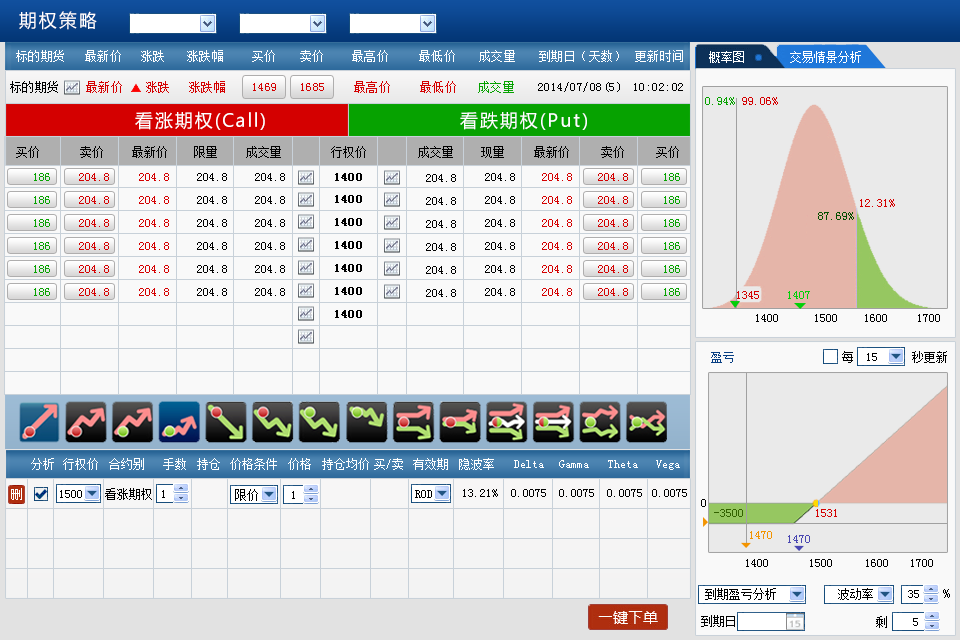 期权策略
标的期货 最新价 涨跌 涨跌幅 买价 卖价 最高价 最低价 成交量 到期日（天数） 更新时间
标的期货 最新价 ▲涨跌 涨跌幅 1469 1685 最高价 最低价 成交量 2014/07/08(5) 10:02:02
看涨期权(Call) 看跌期权(Put)
买价 卖价 最新价 限量 成交量 行权价 成交量 现量 最新价 卖价 买价
186 204.8 204.8 204.8 204.8 1400 204.8 204.8 204.8 204.8 186
186 204.8 204.8 204.8 204.8 1400 204.8 204.8 204.8 204.8 186
186 204.8 204.8 204.8 204.8 1400 204.8 204.8 204.8 204.8 186
186 204.8 204.8 204.8 204.8 1400 204.8 204.8 204.8 204.8 186
186 204.8 204.8 204.8 204.8 1400 204.8 204.8 204.8 204.8 186
186 204.8 204.8 204.8 204.8 1400 204.8 204.8 204.8 204.8 186
1400
分析 行权价 合约别 手数 持仓 价格条件 价格 持仓均价 买/卖 有效期 隐波率 Delta Gamma Theta Vega
删 1500 看涨期权 1 限价 1 ROD 13.21% 0.0075 0.0075 0.0075 0.0075
一键下单
概率图 交易情景分析
0.94% 99.06%
12.31%
87.69%
1345 1407
1400 1500 1600 1700
盈亏 每 15 秒更新
0
-3500 1531
1470 1470
1400 1500 1600 1700
到期盈亏分析 波动率 35 %
到期日 15 剩 5